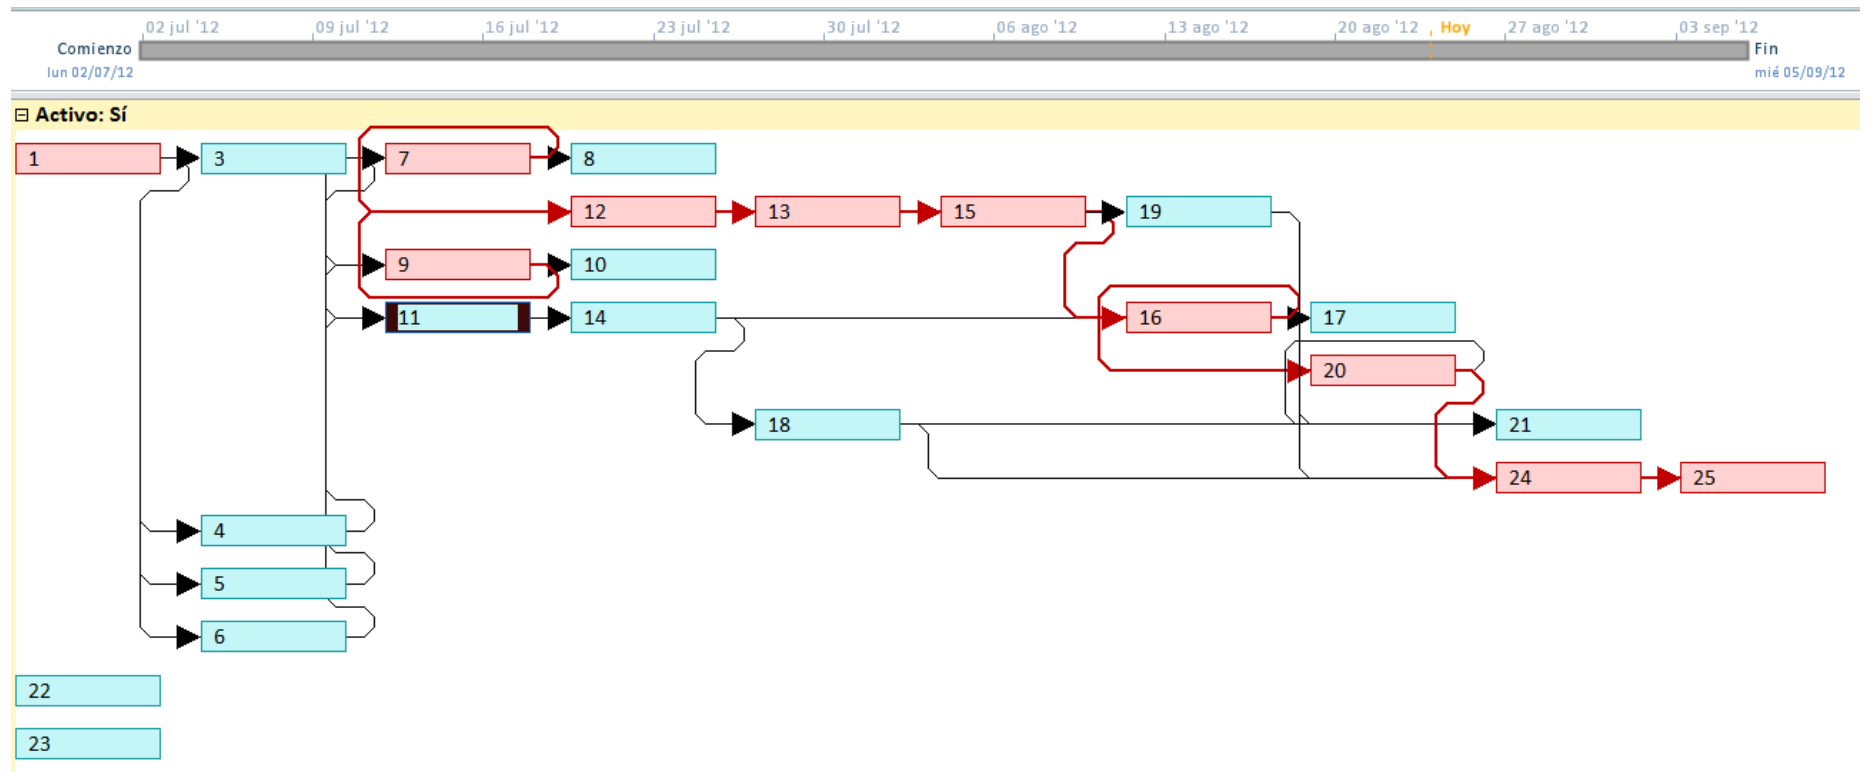 02 jul '12 09 jul '12 16 jul '12 23 jul '12 30 jul '12 06 ago '12 13 ago '12 20 ago '12 Hoy 27 ago '12 03 sep '12
Comienzo Fin
lun 02/07/12 mié 05/09/12
Activo: Sí
1 3 7 8
12 13 15 19
9 10
11 14 16 17
20
18 21
24 25
4
5
6
22
23